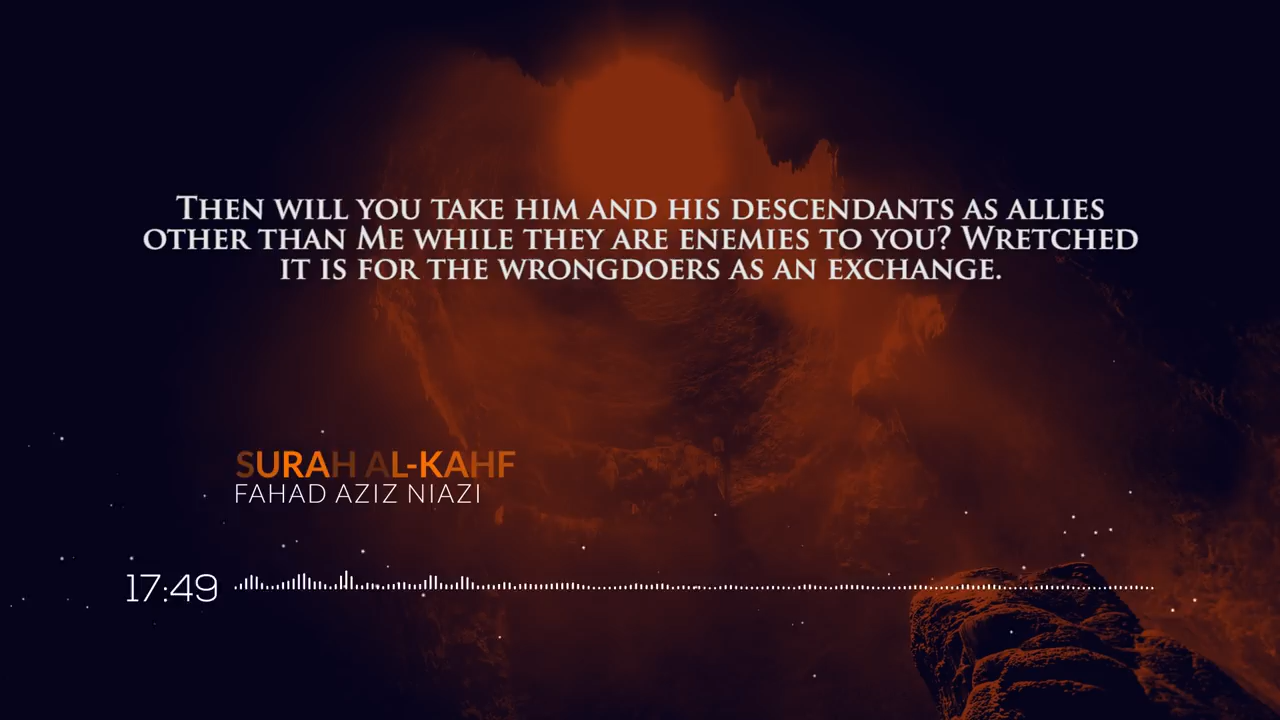 Then will you take him and his descendants as allies
other than Me while they are enemies to you? Wretched
it is for the wrongdoers as an exchange.
SURAH AL-KAHF
FAHAD AZIZ NIAZI
17:49